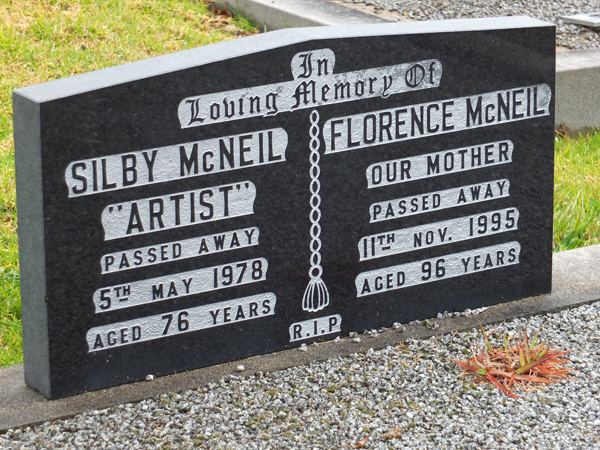 In
Loving Memory Of
SILBY McNEIL
"ARTIST"
PASSED AWAY
5TH MAY 1978
AGED 76 YEARS
FLORENCE McNEIL
OUR MOTHER
PASSED AWAY
11TH NOV. 1995
AGED 96 YEARS
R.I.P